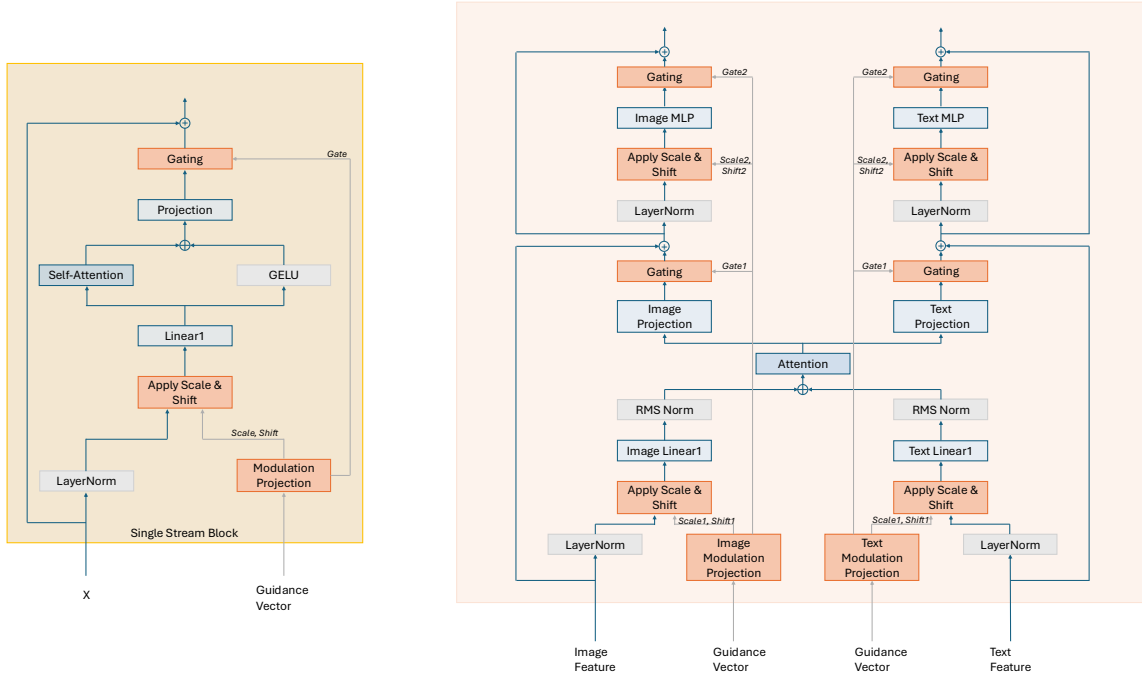 Gate
Gating
Projection
Self-Attention
GELU
Linear1
Apply Scale &
Shift
Scale, Shift
LayerNorm
Modulation
Projection
Single Stream Block
X
Guidance
Vector
Gating
Gate2
Image MLP
Apply Scale &
Shift
Scale2,
Shift2
LayerNorm
Gating
Gate1
Image
Projection
Gate2
Gating
Text MLP
Scale2,
Shift2
Apply Scale &
Shift
LayerNorm
Gate1
Gating
Text
Projection
Attention
RMS Norm
Image Linear1
Apply Scale &
Shift
Scale1, Shift1
LayerNorm
Image
Modulation
Projection
RMS Norm
Text Linear1
Apply Scale &
Shift
Scale1, Shift1
Text
Modulation
Projection
LayerNorm
Image
Feature
Guidance
Vector
Guidance
Vector
Text
Feature